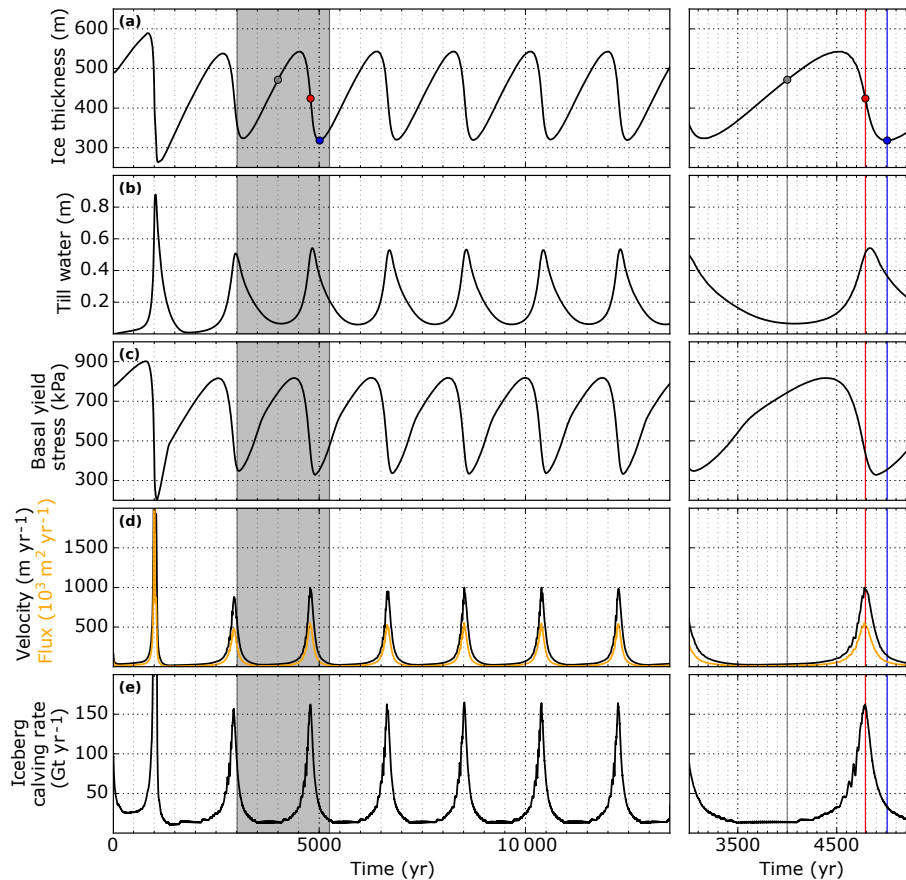 (a)
Ice thickness (m)
600
500
400
300
(b)
Till water (m)
0.8
0.6
0.4
0.2
(c)
Basal yield
stress (kPa)
900
700
500
300
(d)
Velocity (m yr-1)
Flux (10³ m² yr-1)
1500
1000
500
(e)
Iceberg
calving rate
(Gt yr-1)
150
100
50
0 5000 10 000
Time (yr)
3500 4500
Time (yr)